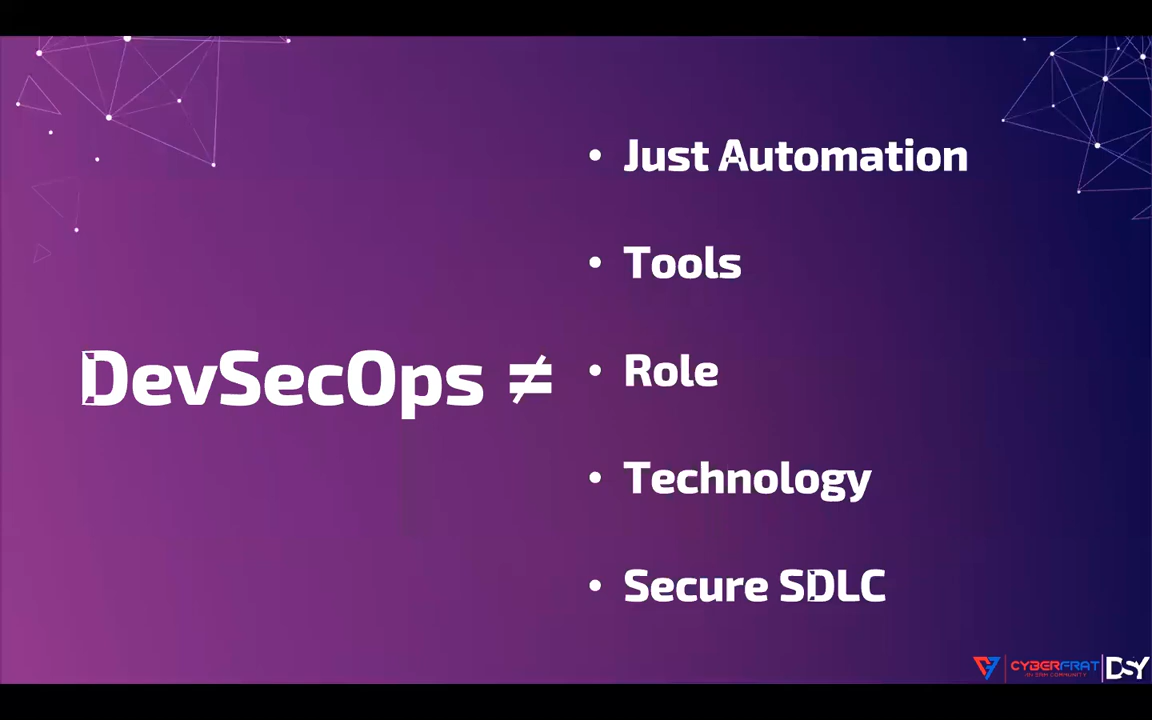 • Just Automation
• Tools
DevSecOps ≠
• Role
• Technology
• Secure SDLC
CYBERFRAT
DSY